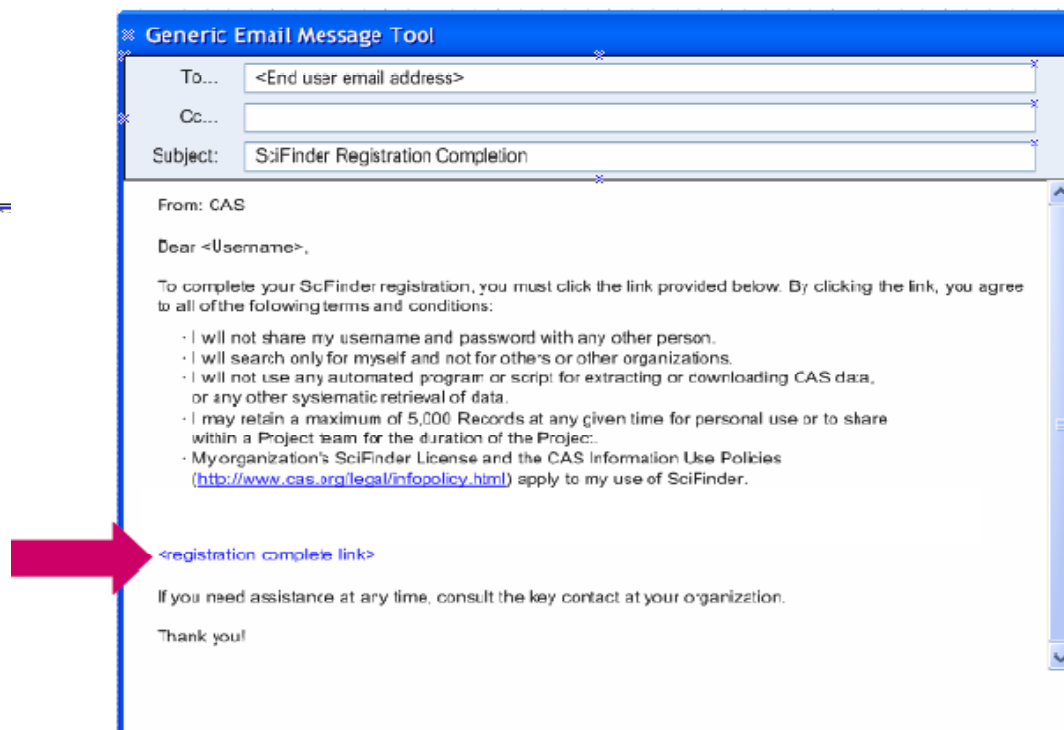 Generic Email Message Tool
To... <End user email address>
Cc...
Subject: SciFinder Registration Completion
From: CAS
Dear <Username>,
To complete your SciFinder registration, you must click the link provided below. By clicking the link, you agree
to all of the following terms and conditions:
· I will not share my username and password with any other person.
· I will search only for myself and not for others or other organizations.
· I will not use any automated program or script for extracting or downloading CAS data,
or any other systematic retrieval of data.
· I may retain a maximum of 5,000 Records at any given time for personal use or to share
within a Project team for the duration of the Project.
· My organization's SciFinder License and the CAS Information Use Policies
(http://www.cas.org/legal/infopolicy.html) apply to my use of SciFinder.
<registration complete link>
If you need assistance at any time, consult the key contact at your organization.
Thank you!